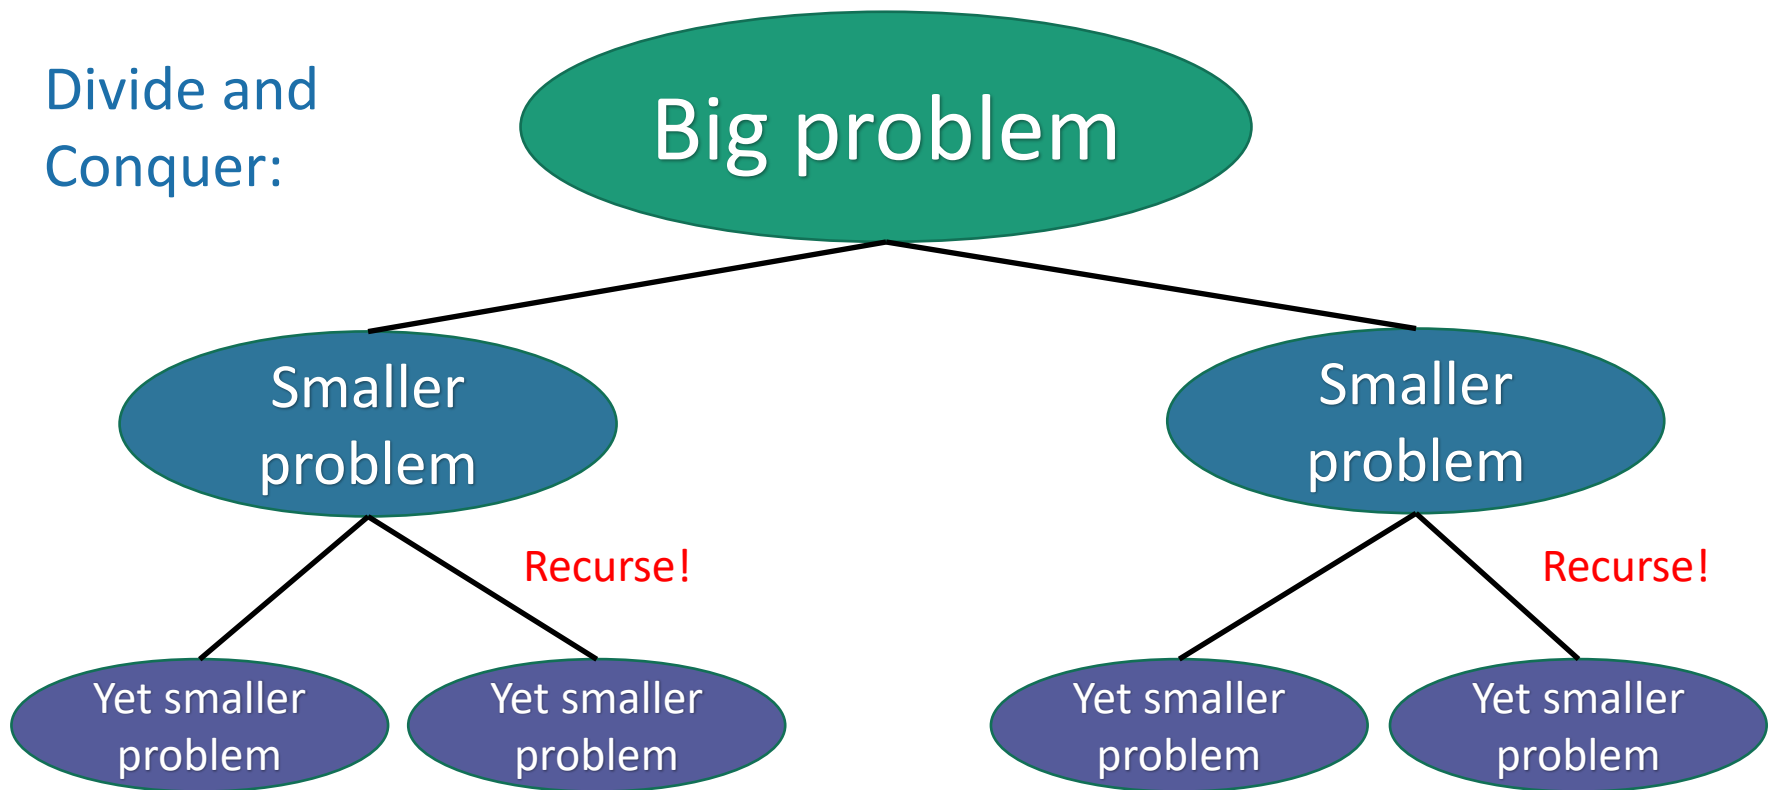 Divide and
Conquer:
Big problem
Smaller
problem
Smaller
problem
Recurse!
Recurse!
Yet smaller
problem
Yet smaller
problem
Yet smaller
problem
Yet smaller
problem